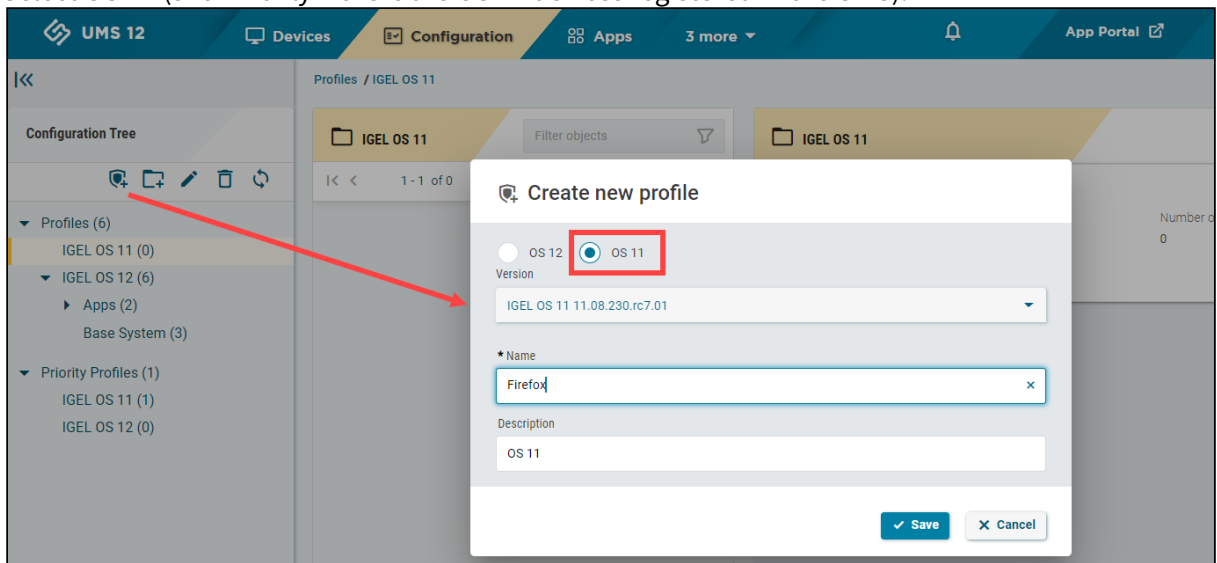 UMS 12
Devices
Configuration
Apps
3 more
App Portal
Profiles / IGEL OS 11
Configuration Tree
IGEL OS 11
Filter objects
IGEL OS 11
1 - 1 of 0
Create new profile
Profiles (6)
IGEL OS 11 (0)
IGEL OS 12 (6)
Apps (2)
Base System (3)
Priority Profiles (1)
IGEL OS 11 (1)
IGEL OS 12 (0)
Number o
0
OS 12
OS 11
Version
IGEL OS 11 11.08.230.rc7.01
* Name
Firefox
Description
OS 11
Save
Cancel